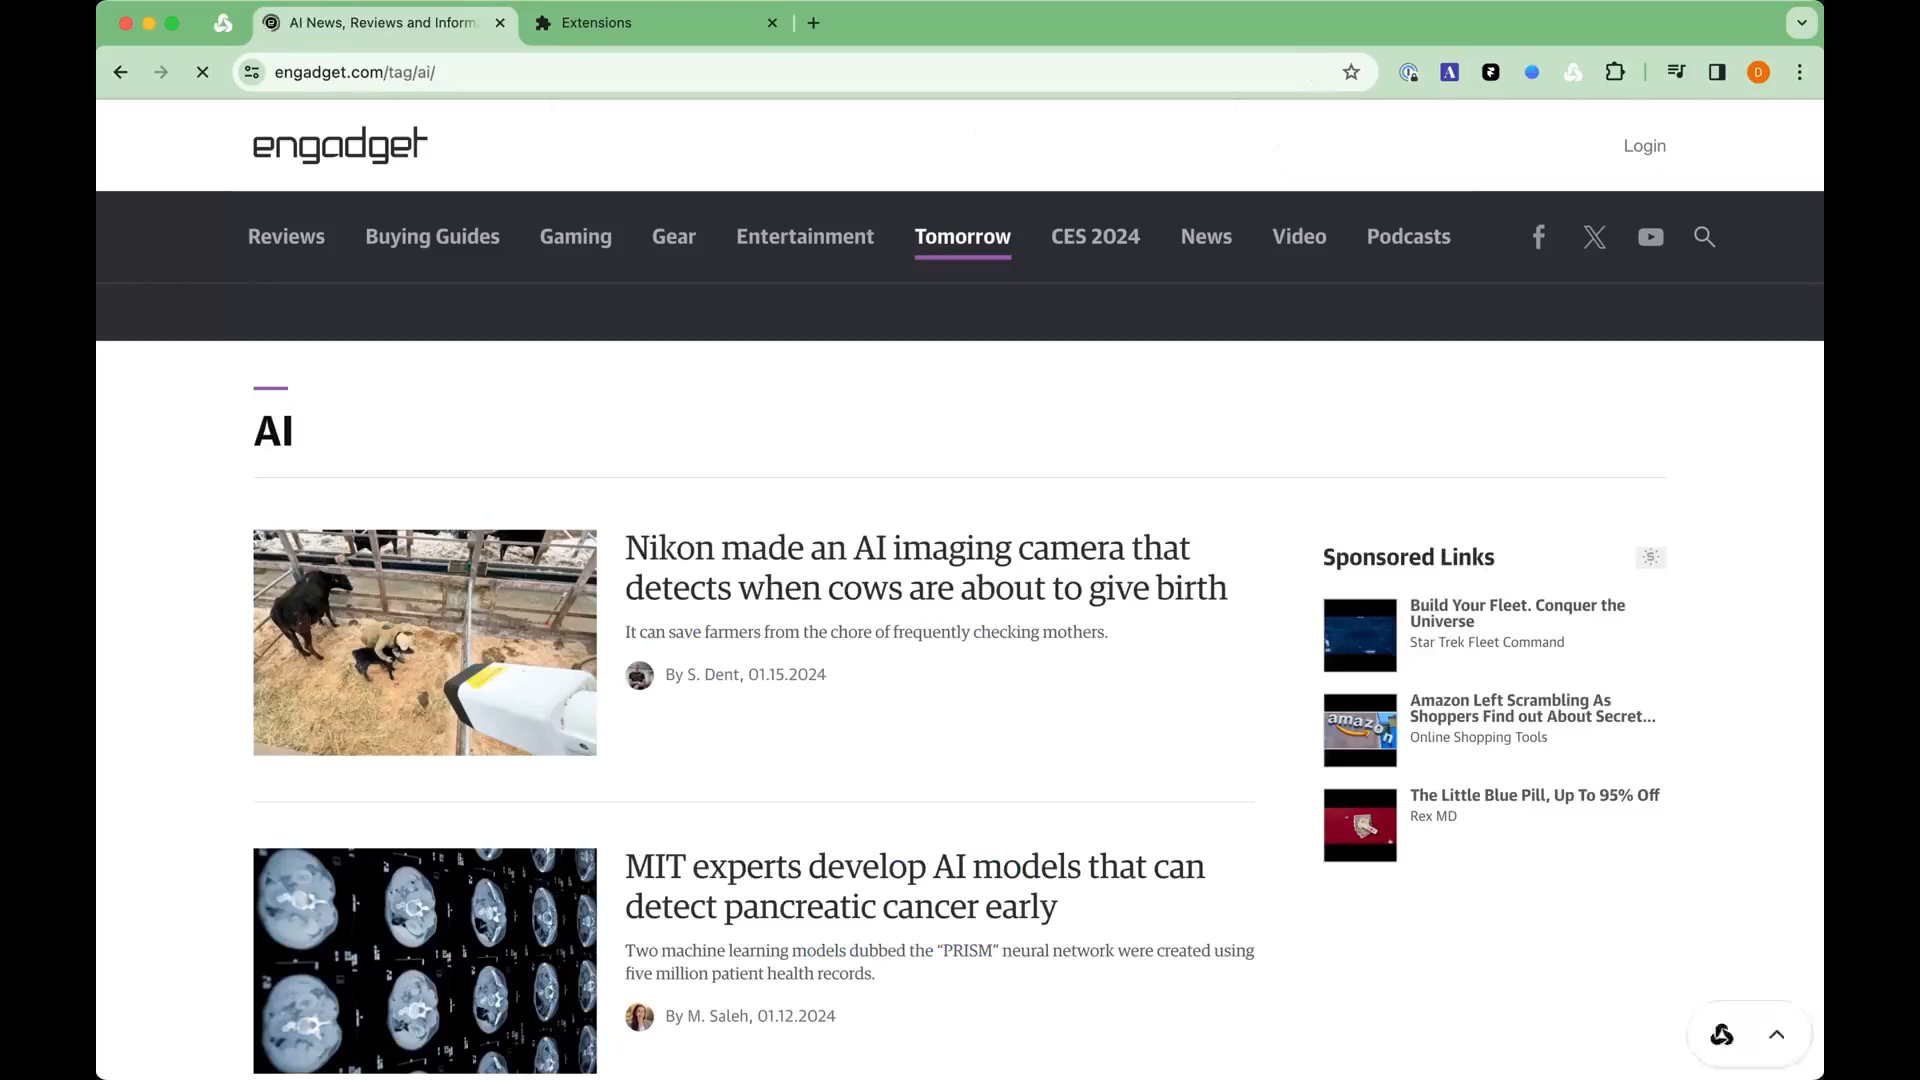 AI News, Reviews and Inform
Extensions
engadget.com/tag/ai/
engadget
Login
Reviews
Buying Guides
Gaming
Gear
Entertainment
Tomorrow
CES 2024
News
Video
Podcasts
AI
Nikon made an AI imaging camera that
detects when cows are about to give birth
It can save farmers from the chore of frequently checking mothers.
By S. Dent, 01.15.2024
MIT experts develop AI models that can
detect pancreatic cancer early
Two machine learning models dubbed the “PRISM” neural network were created using
five million patient health records.
By M. Saleh, 01.12.2024
Sponsored Links
Build Your Fleet. Conquer the
Universe
Star Trek Fleet Command
Amazon Left Scrambling As
Shoppers Find out About Secret...
Online Shopping Tools
amazon
The Little Blue Pill, Up To 95% Off
Rex MD
A
D